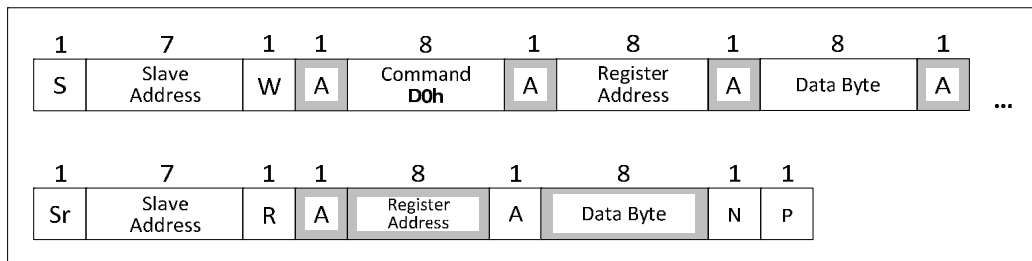 1 7 1 1 8 1 8 1 8 1
S Slave Address W A Command D0h A Register Address A Data Byte A ...
1 7 1 1 8 1 8 1 1
Sr Slave Address R A Register Address A Data Byte N P